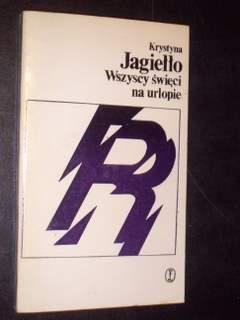 Krystyna
Jagiełło
Wszyscy święci
na urlopie
R